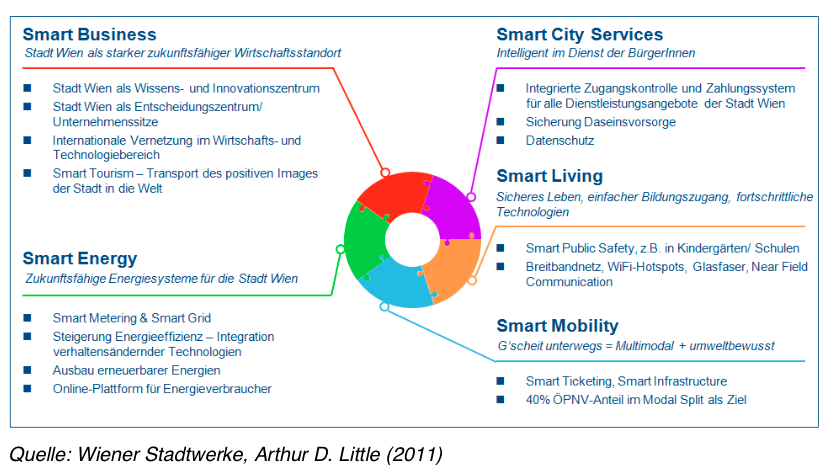 Smart Business
Stadt Wien als starker zukunftsfähiger Wirtschaftsstandort
Stadt Wien als Wissens- und Innovationszentrum
Stadt Wien als Entscheidungszentrum/
Unternehmenssitze
Internationale Vernetzung im Wirtschafts- und
Technologiebereich
Smart Tourism – Transport des positiven Images
der Stadt in die Welt
Smart Energy
Zukunftsfähige Energiesysteme für die Stadt Wien
Smart Metering & Smart Grid
Steigerung Energieeffizienz – Integration
verhaltensändernder Technologien
Ausbau erneuerbarer Energien
Online-Plattform für Energieverbraucher
Smart City Services
Intelligent im Dienst der BürgerInnen
Integrierte Zugangskontrolle und Zahlungssystem
für alle Dienstleistungsangebote der Stadt Wien
Sicherung Daseinsvorsorge
Datenschutz
Smart Living
Sicheres Leben, einfacher Bildungszugang, fortschrittliche
Technologien
Smart Public Safety, z.B. in Kindergärten/ Schulen
Breitbandnetz, WiFi-Hotspots, Glasfaser, Near Field
Communication
Smart Mobility
G'scheit unterwegs = Multimodal + umweltbewusst
Smart Ticketing, Smart Infrastructure
40% ÖPNV-Anteil im Modal Split als Ziel
Quelle: Wiener Stadtwerke, Arthur D. Little (2011)